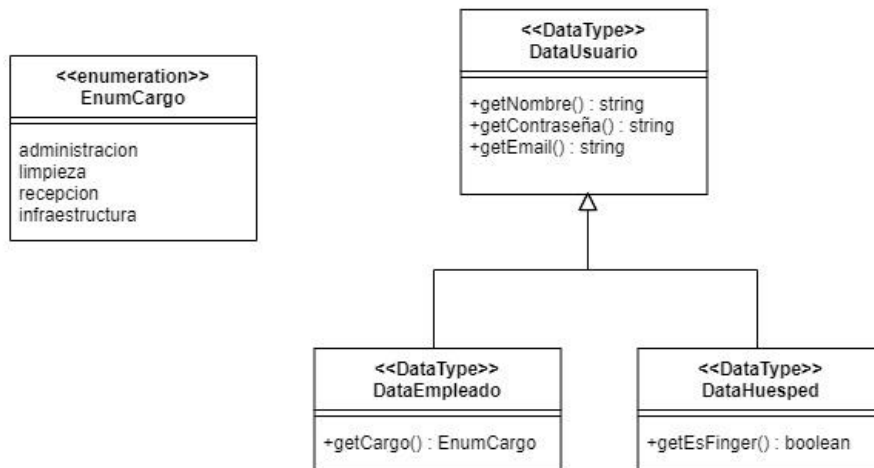 <<enumeration>>
EnumCargo
administracion
limpieza
recepcion
infraestructura
<<DataType>>
DataUsuario
+getNombre() : string
+getContraseña() : string
+getEmail() : string
<<DataType>>
DataEmpleado
+getCargo() : EnumCargo
<<DataType>>
DataHuesped
+getEsFinger() : boolean